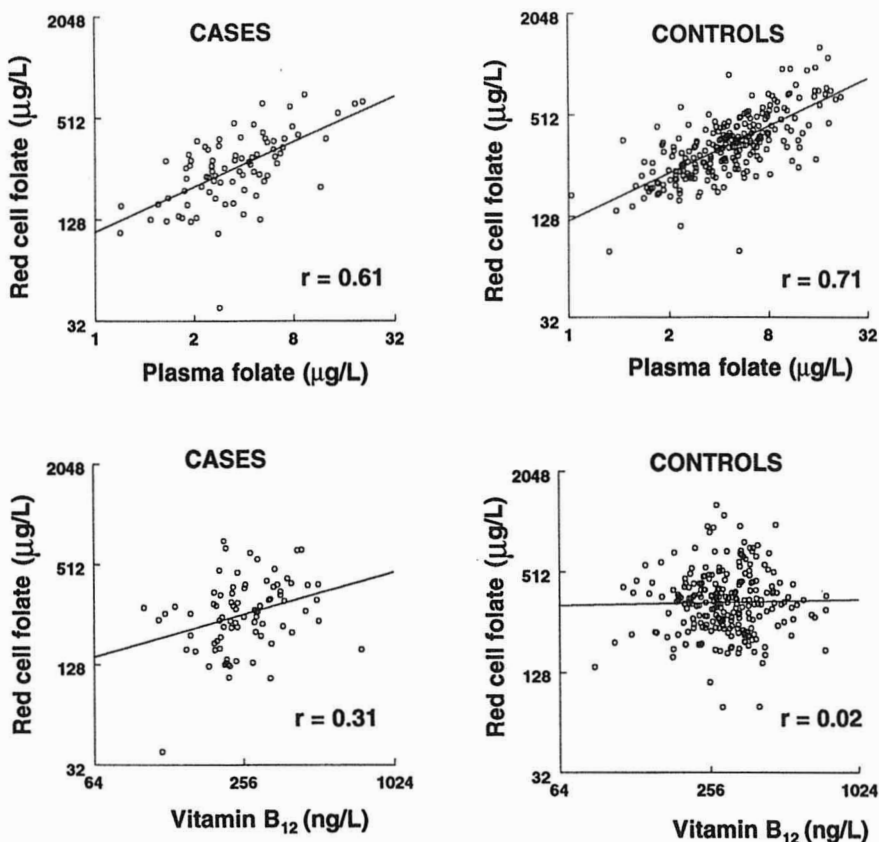 CASES
Red cell folate (μg/L)
2048
512
128
32
1
2
8
32
r = 0.61
Plasma folate (μg/L)
CONTROLS
Red cell folate (μg/L)
2048
512
128
32
1
2
8
32
r = 0.71
Plasma folate (μg/L)
CASES
Red cell folate (μg/L)
2048
512
128
32
64
256
1024
r = 0.31
Vitamin B₁₂ (ng/L)
CONTROLS
Red cell folate (μg/L)
2048
512
128
32
64
256
1024
r = 0.02
Vitamin B₁₂ (ng/L)